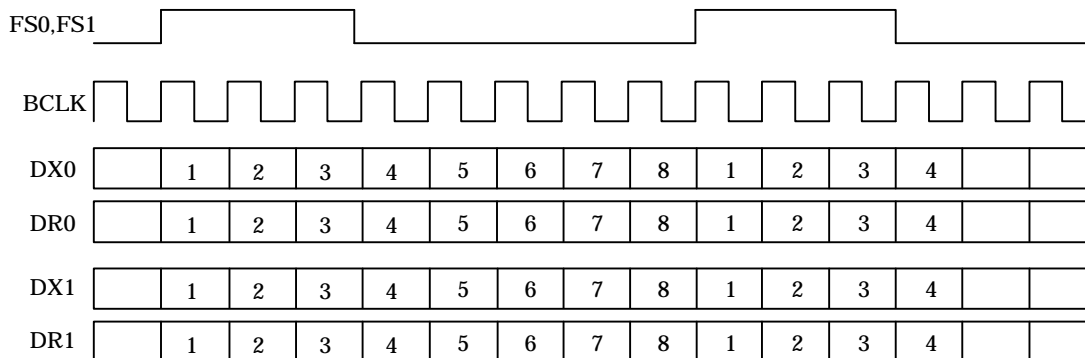 FS0,FS1
BCLK
DX0 1 2 3 4 5 6 7 8 1 2 3 4
DR0 1 2 3 4 5 6 7 8 1 2 3 4
DX1 1 2 3 4 5 6 7 8 1 2 3 4
DR1 1 2 3 4 5 6 7 8 1 2 3 4